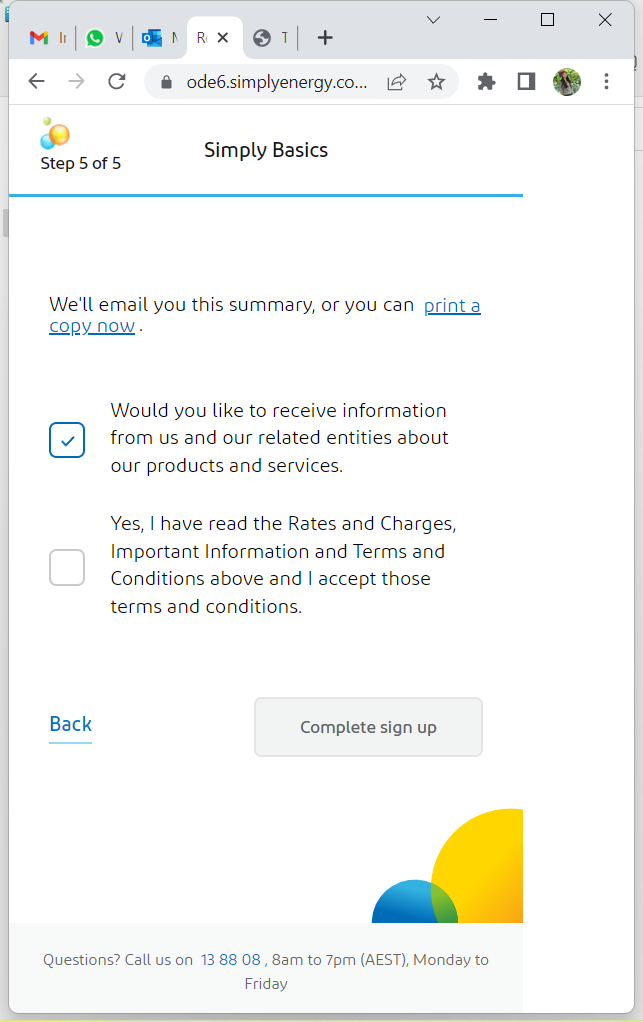 ode6.simplyenergy.co...
Step 5 of 5
Simply Basics
We'll email you this summary, or you can print a
copy now .
Would you like to receive information
from us and our related entities about
our products and services.
Yes, I have read the Rates and Charges,
Important Information and Terms and
Conditions above and I accept those
terms and conditions.
Back
Complete sign up
Questions? Call us on 13 88 08 , 8am to 7pm (AEST), Monday to
Friday